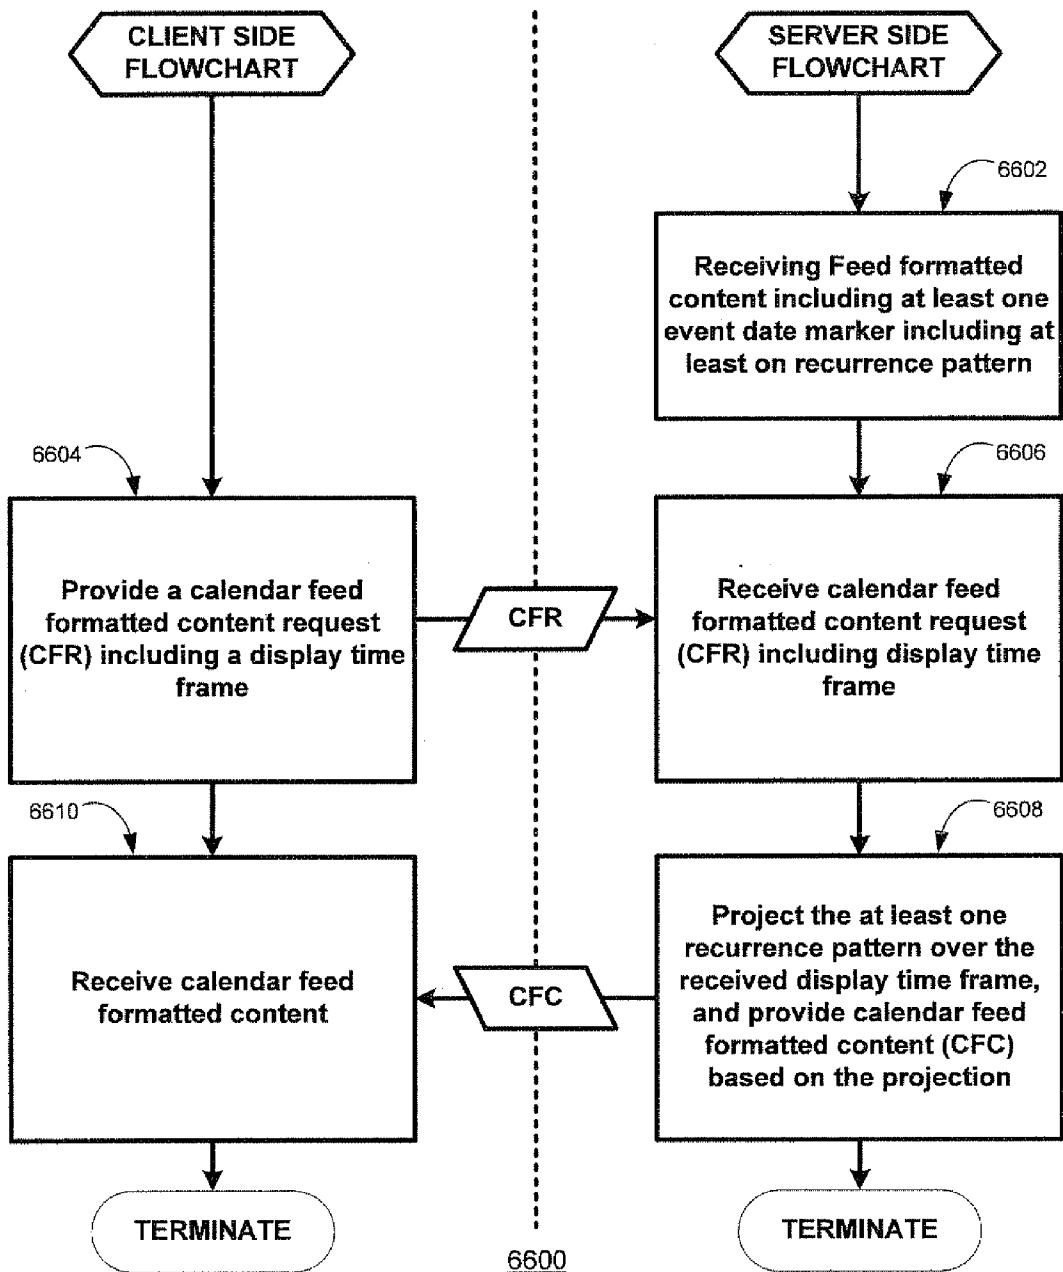 CLIENT SIDE
FLOWCHART
SERVER SIDE
FLOWCHART
6602
Receiving Feed formatted
content including at least one
event date marker including at
least on recurrence pattern
6604
6606
Provide a calendar feed
formatted content request
(CFR) including a display time
frame
CFR
Receive calendar feed
formatted content request
(CFR) including display time
frame
6610
6608
Receive calendar feed
formatted content
CFC
Project the at least one
recurrence pattern over the
received display time frame,
and provide calendar feed
formatted content (CFC)
based on the projection
TERMINATE
TERMINATE
6600